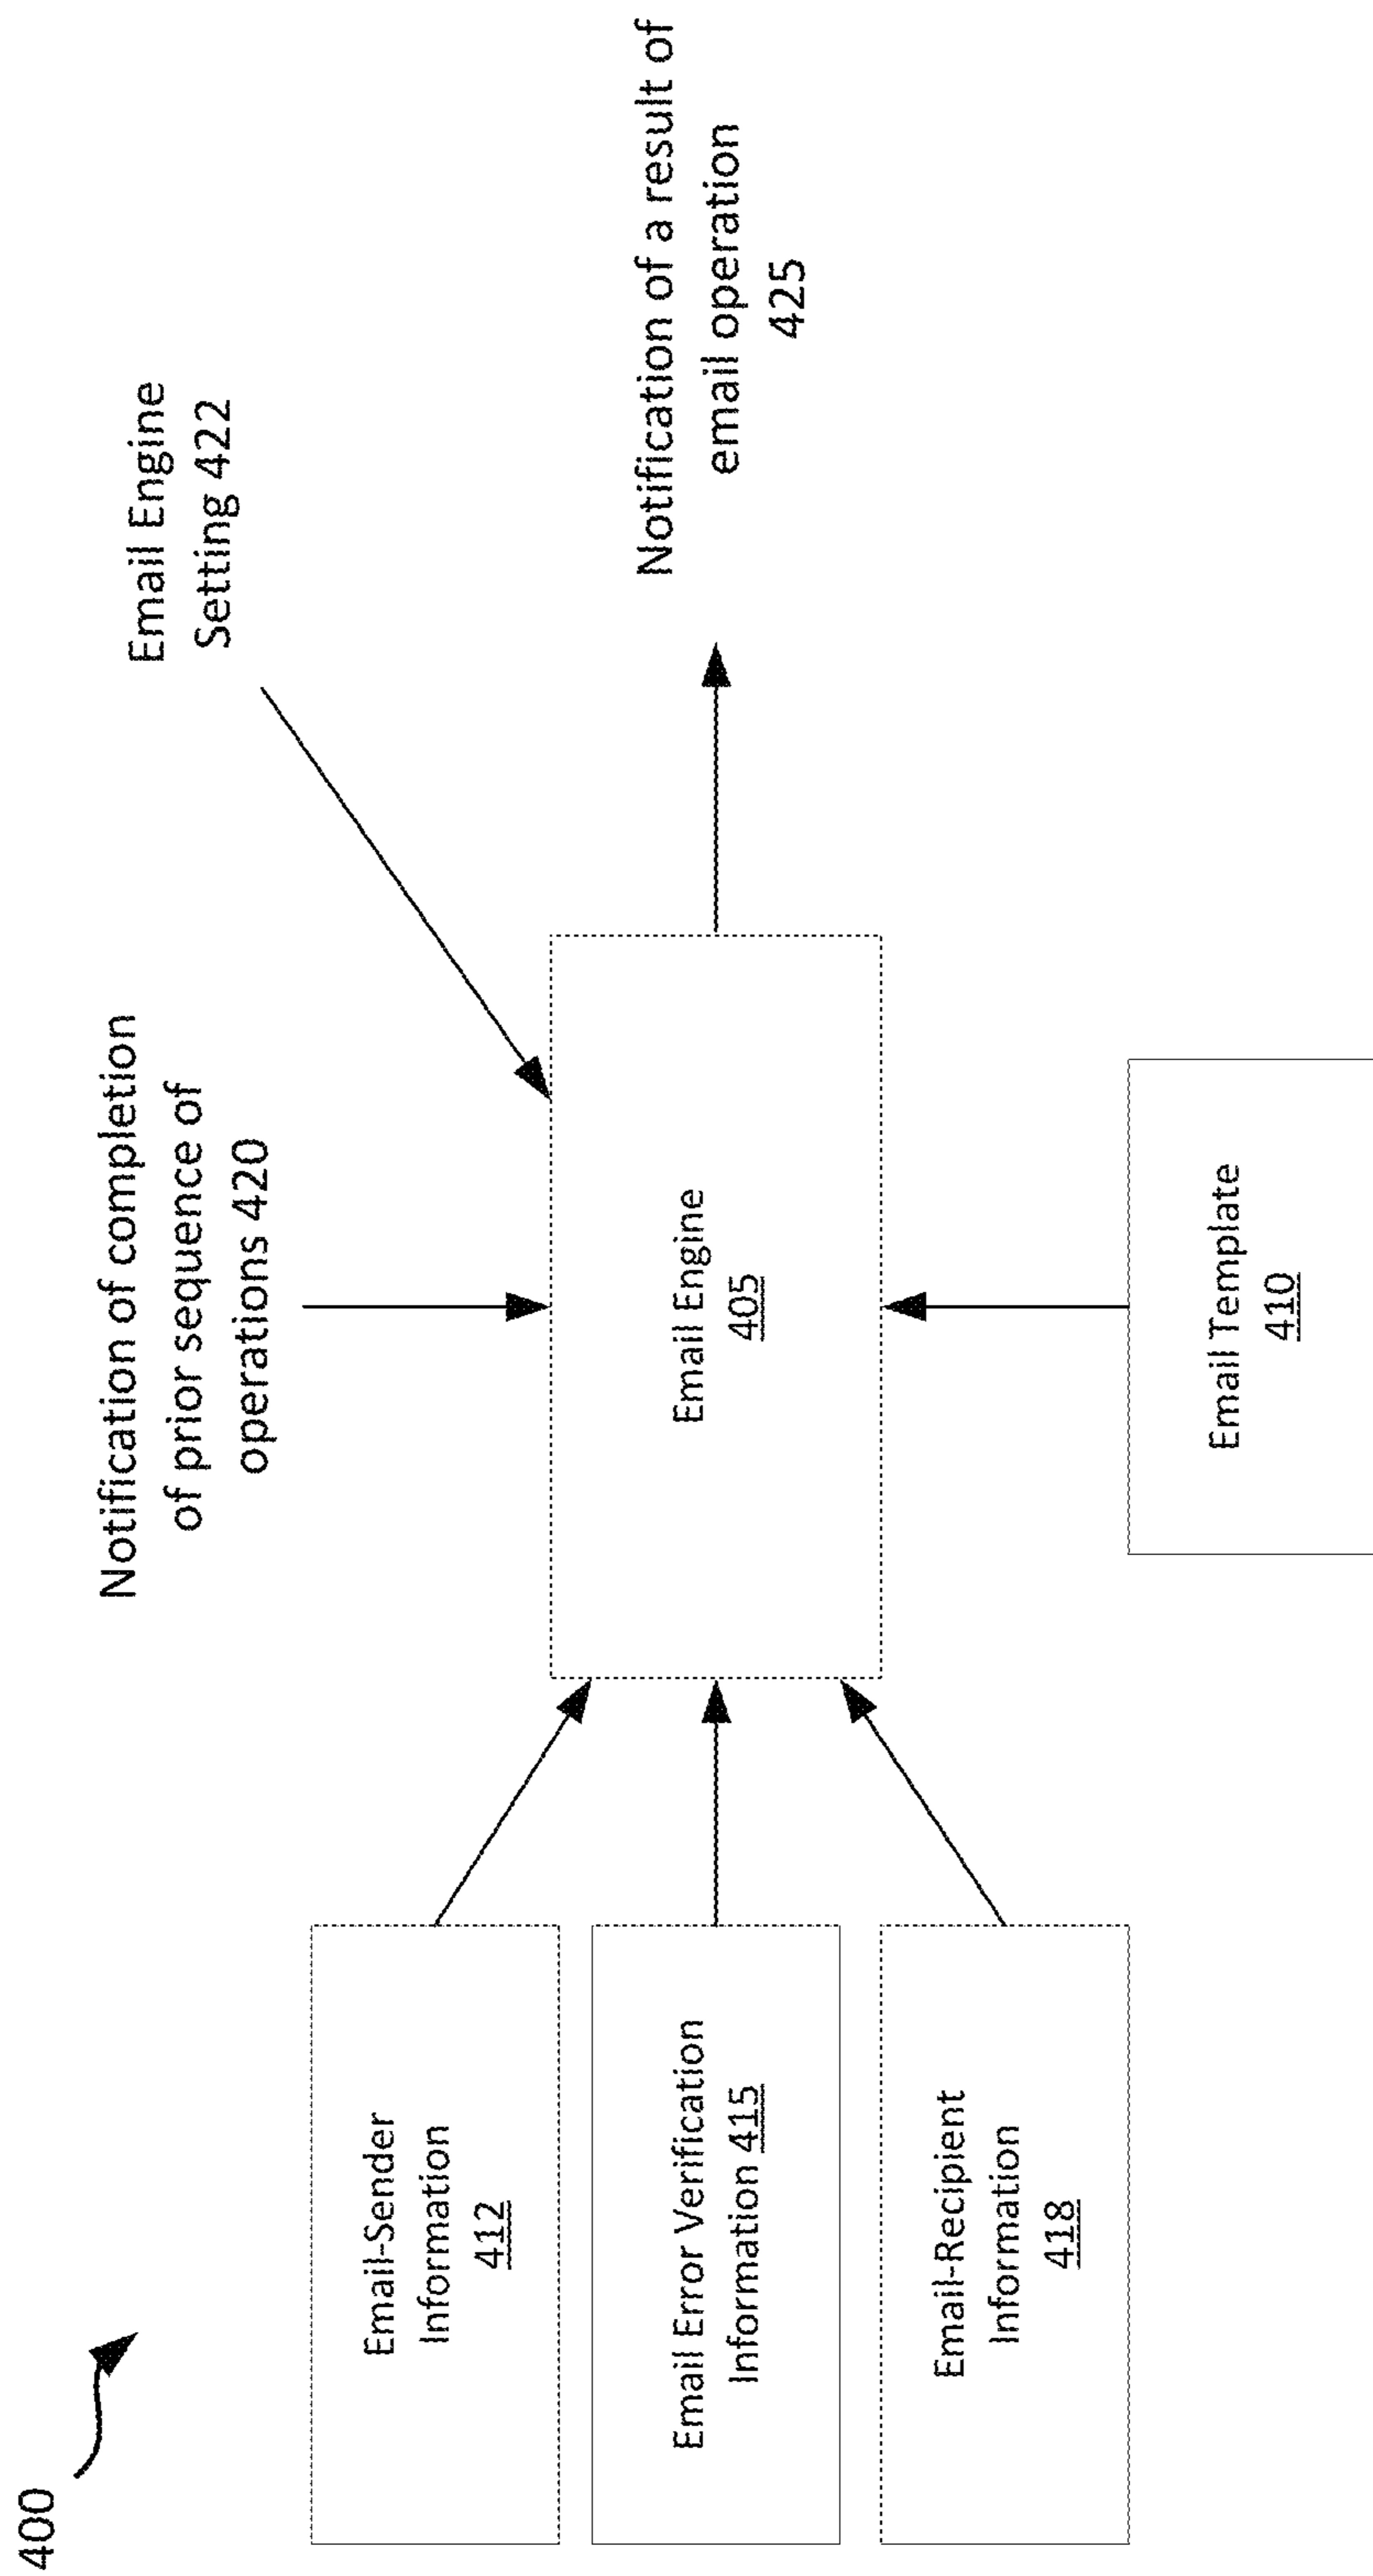 400
Notification of completion
of prior sequence of
operations 420
Email Engine
Setting 422
Email-Sender
Information
412
Email Error Verification
Information 415
Email-Recipient
Information
418
Email Engine
405
Notification of a result of
email operation
425
Email Template
410